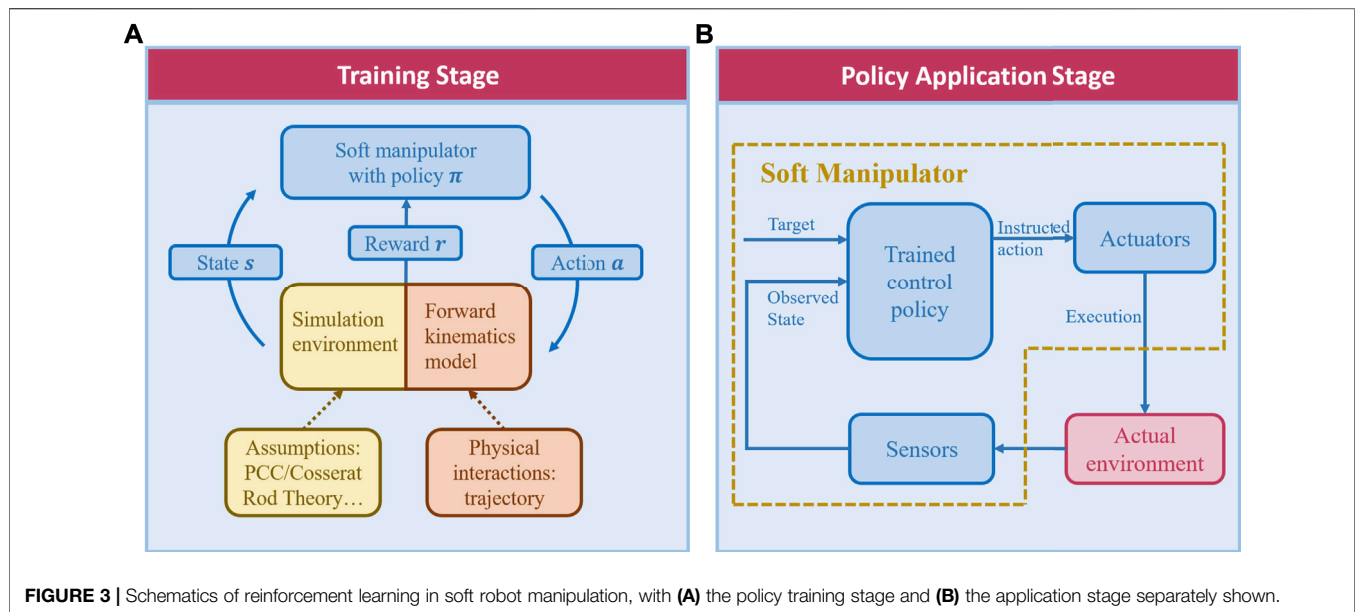 A
Training Stage
Soft manipulator
with policy π
Reward r
State s
Action a
Simulation
environment
Forward
kinematics
model
Assumptions:
PCC/Cosserat
Rod Theory…
Physical
interactions:
trajectory
B
Policy Application Stage
Soft Manipulator
Target
Observed
State
Trained
control
policy
Instructed
action
Actuators
Execution
Sensors
Actual
environment
FIGURE 3 | Schematics of reinforcement learning in soft robot manipulation, with (A) the policy training stage and (B) the application stage separately shown.